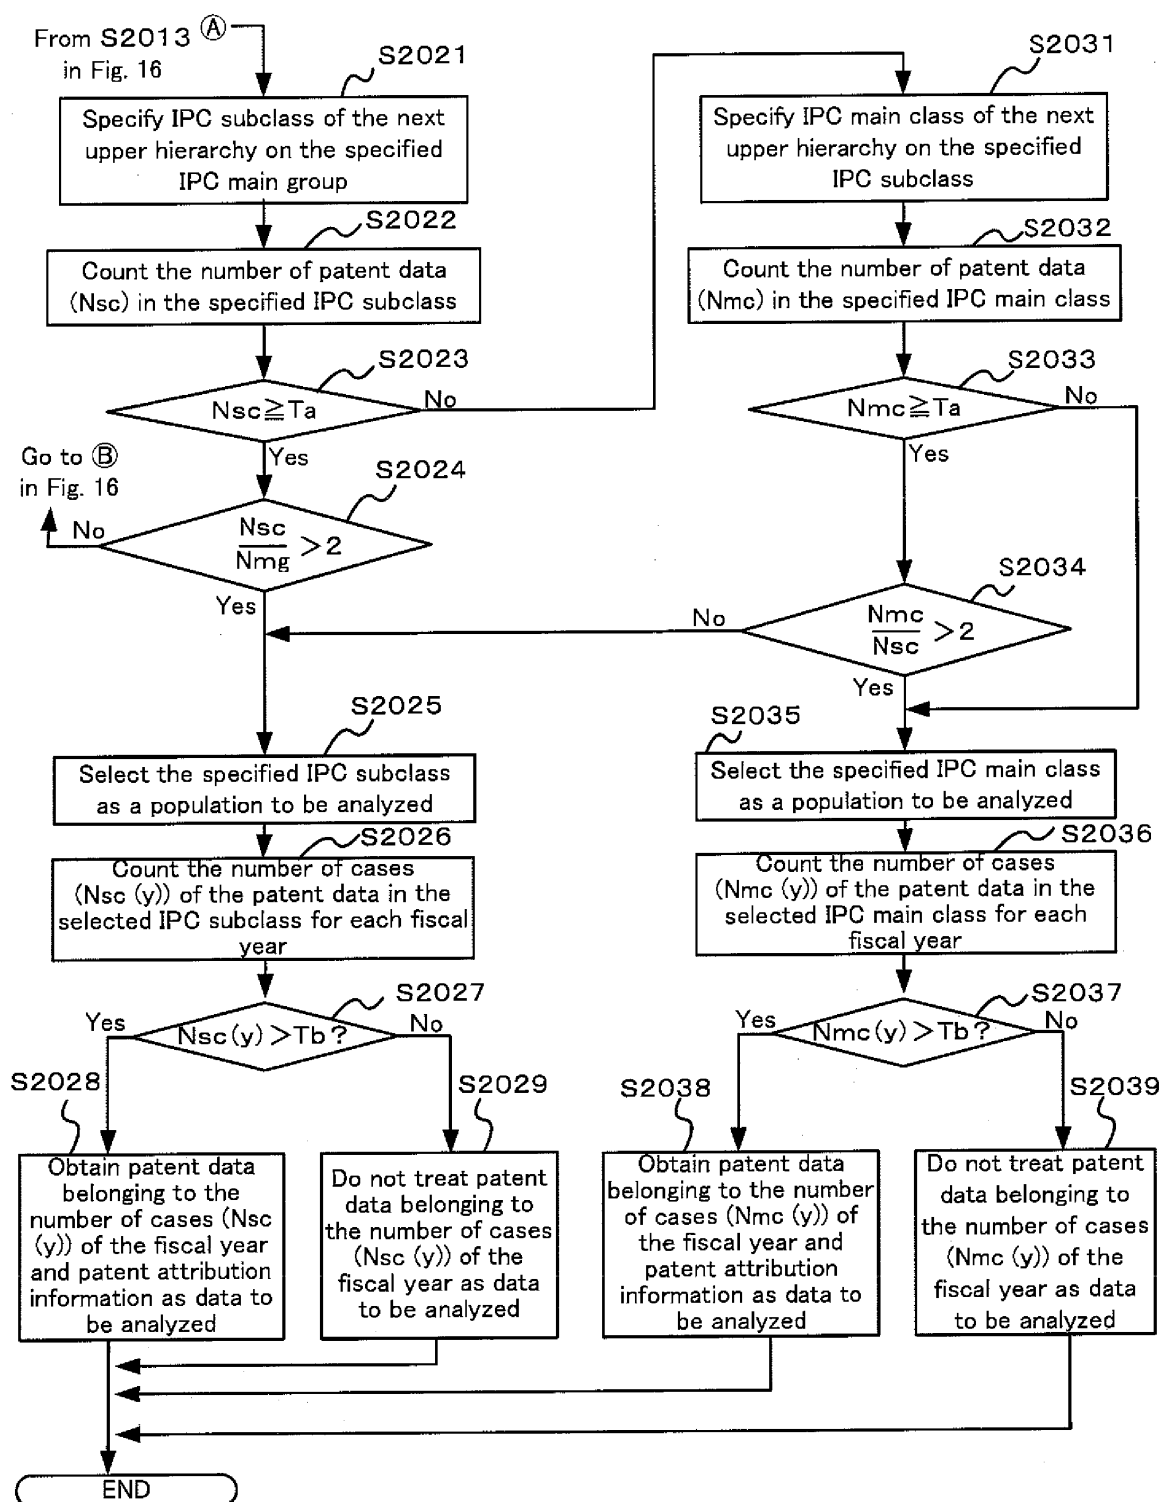 From S2013 Ⓐ
in Fig. 16
S2021
Specify IPC subclass of the next
upper hierarchy on the specified
IPC main group
S2022
Count the number of patent data
(Nsc) in the specified IPC subclass
S2023
Nsc≧Ta
No
Yes
Go to Ⓑ
in Fig. 16
S2024
No
Nsc
Nmg
>2
Yes
S2025
Select the specified IPC subclass
as a population to be analyzed
S2026
Count the number of cases
(Nsc (y)) of the patent data in the
selected IPC subclass for each fiscal
year
S2027
Yes
Nsc(y)>Tb?
No
S2028
Obtain patent data
belonging to the
number of cases (Nsc
(y)) of the fiscal year
and patent attribution
information as data to
be analyzed
S2029
Do not treat patent
data belonging to
the number of cases
(Nsc (y)) of the
fiscal year as data
to be analyzed
S2031
Specify IPC main class of the next
upper hierarchy on the specified
IPC subclass
S2032
Count the number of patent data
(Nmc) in the specified IPC main class
S2033
Nmc≧Ta
No
Yes
S2034
No
Nmc
Nsc
>2
Yes
S2035
Select the specified IPC main class
as a population to be analyzed
S2036
Count the number of cases
(Nmc (y)) of the patent data in the
selected IPC main class for each
fiscal year
S2037
Yes
Nmc(y)>Tb?
No
S2038
Obtain patent data
belonging to the number
of cases (Nmc (y)) of
the fiscal year and
patent attribution
information as data to
be analyzed
S2039
Do not treat patent
data belonging to
the number of cases
(Nmc (y)) of the
fiscal year as data
to be analyzed
END